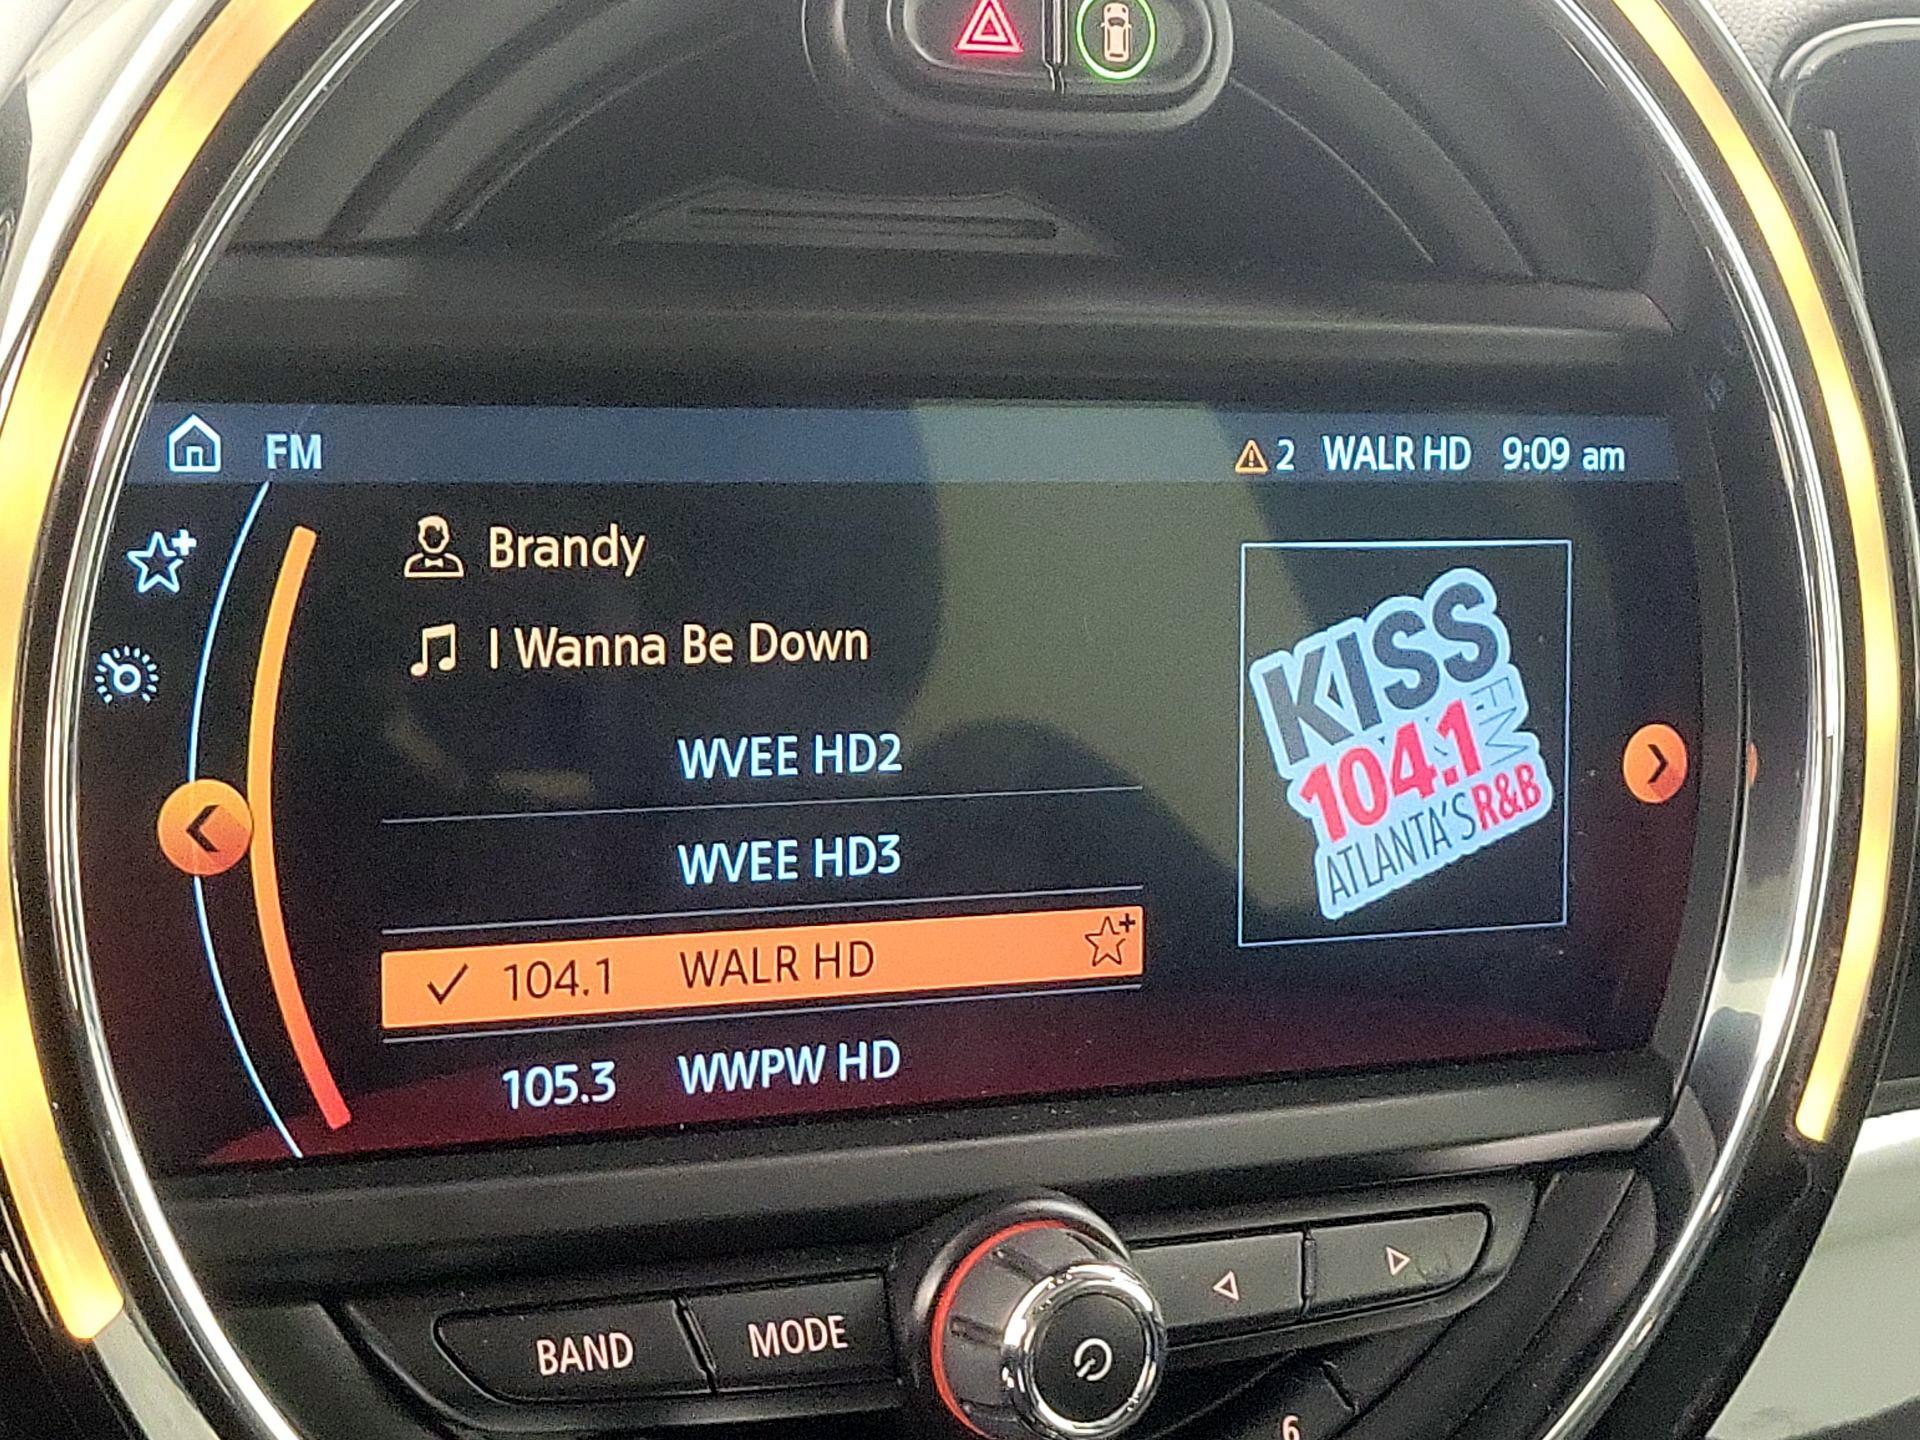 FM
2 WALR HD 9:09 am
Brandy
I Wanna Be Down
WVEE HD2
WVEE HD3
104.1 WALR HD
105.3 WWPW HD
KISS
FM
104.1
ATLANTA'S R&B
BAND
MODE
6